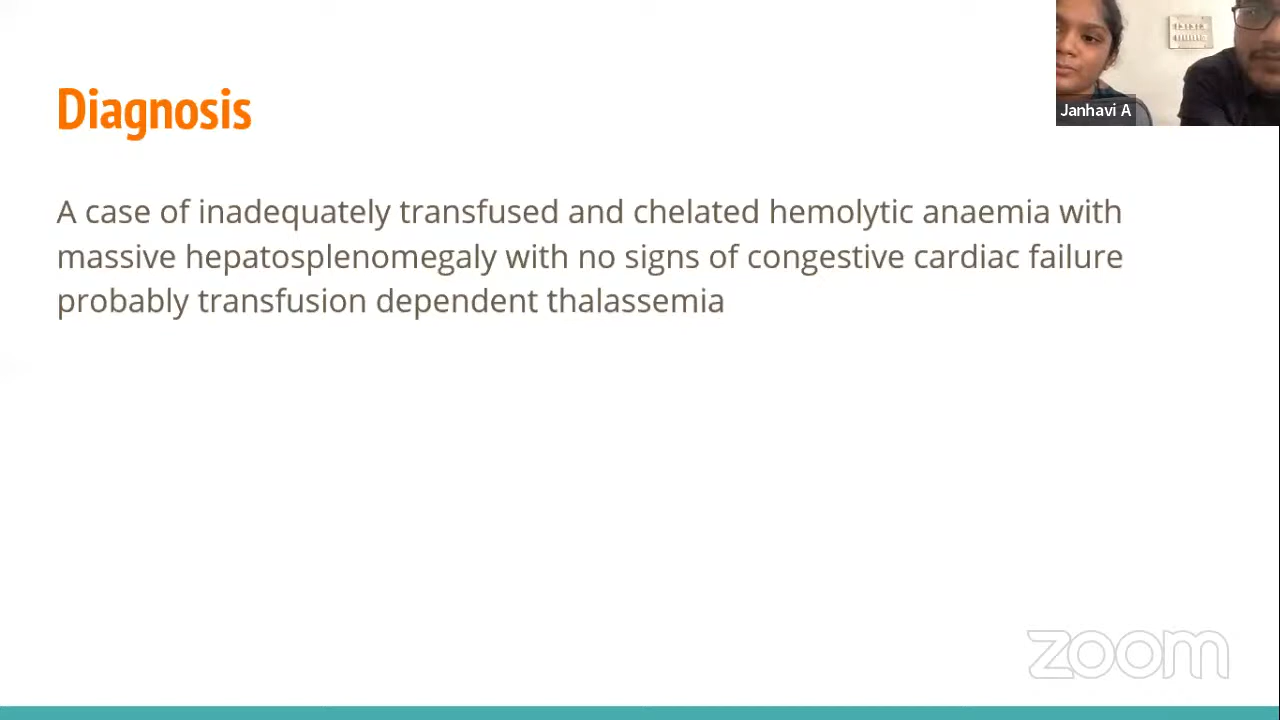 Janhavi A
Diagnosis
A case of inadequately transfused and chelated hemolytic anaemia with
massive hepatosplenomegaly with no signs of congestive cardiac failure
probably transfusion dependent thalassemia
zoom